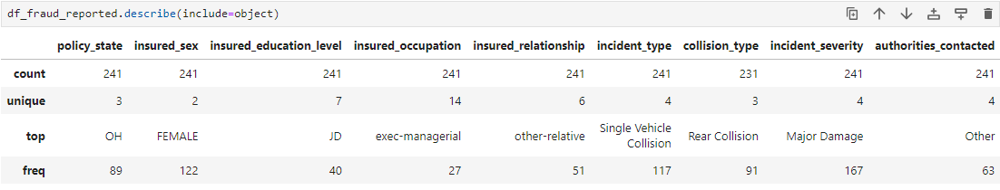 df_fraud_reported.describe(include=object)
policy_state insured_sex insured_education_level insured_occupation insured_relationship incident_type collision_type incident_severity authorities_contacted
count 241 241 241 241 241 241 231 241 241
unique 3 2 7 14 6 4 3 4 4
top OH FEMALE JD exec-managerial other-relative Single Vehicle Collision Rear Collision Major Damage Other
freq 89 122 40 27 51 117 91 167 63